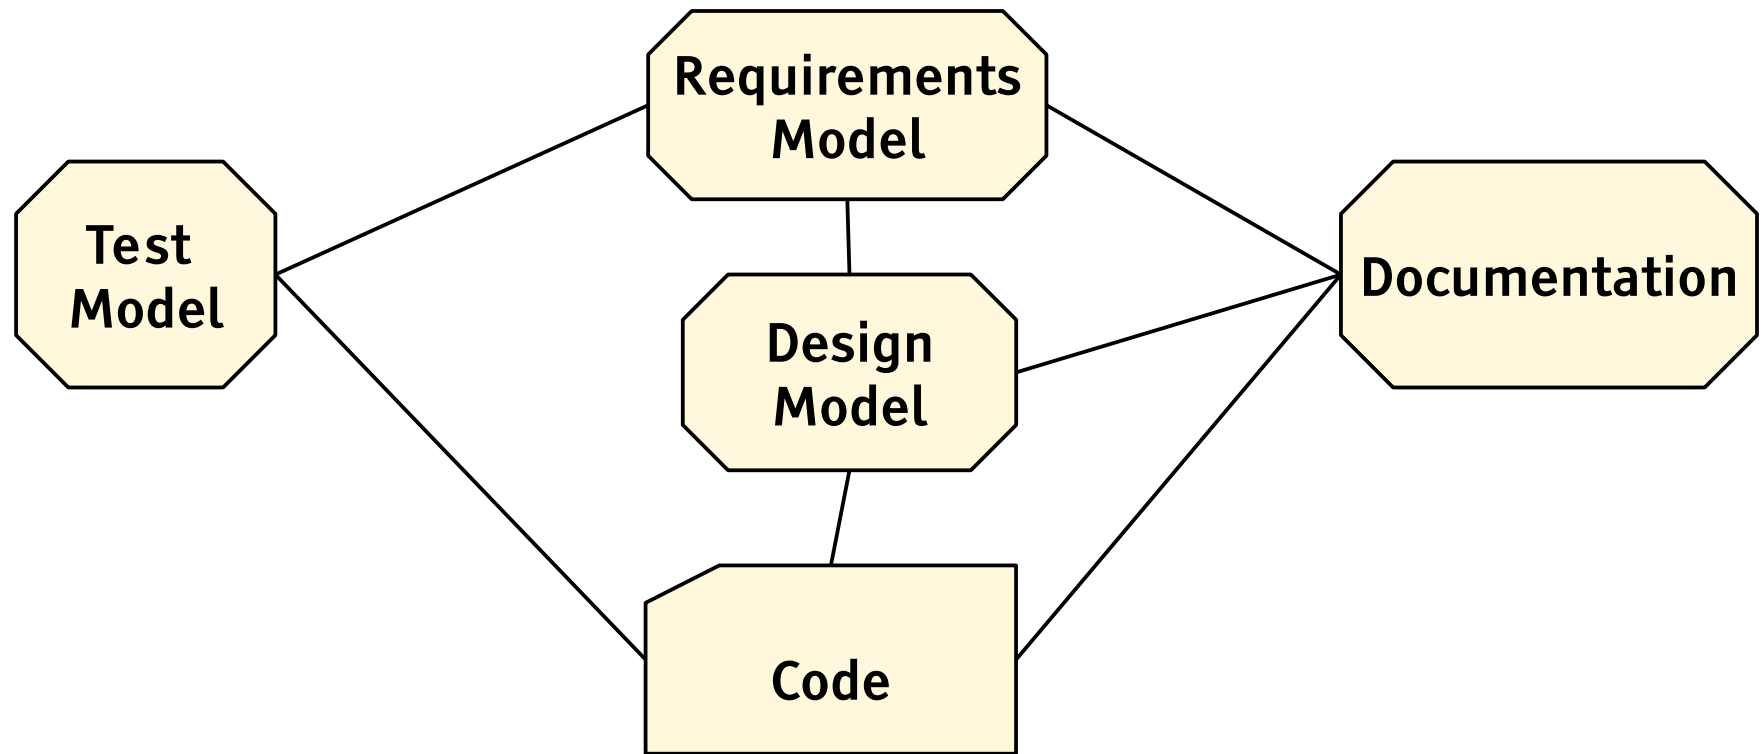 Requirements
Model
Test
Model
Documentation
Design
Model
Code